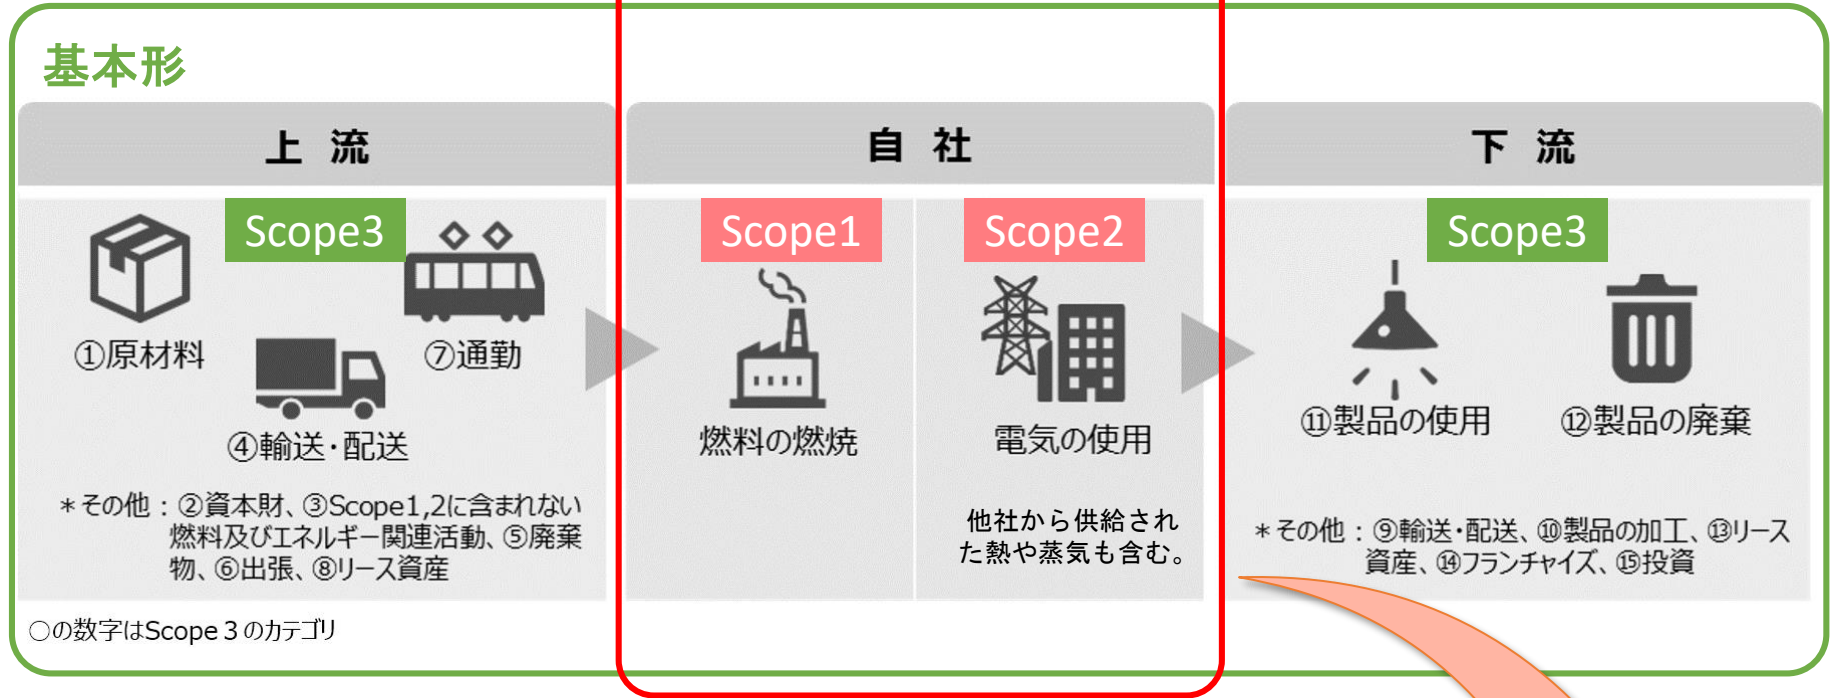 基本形
上 流
Scope3
①原材料
⑦通勤
④輸送・配送
＊その他：②資本財、③Scope1,2に含まれない
燃料及びエネルギー関連活動、⑤廃棄
物、⑥出張、⑧リース資産
○の数字はScope３のカテゴリ
自 社
Scope1
燃料の燃焼
Scope2
電気の使用
他社から供給され
た熱や蒸気も含む。
下 流
Scope3
⑪製品の使用
⑫製品の廃棄
＊その他：⑨輸送・配送、⑩製品の加工、⑬リース
資産、⑭フランチャイズ、⑮投資